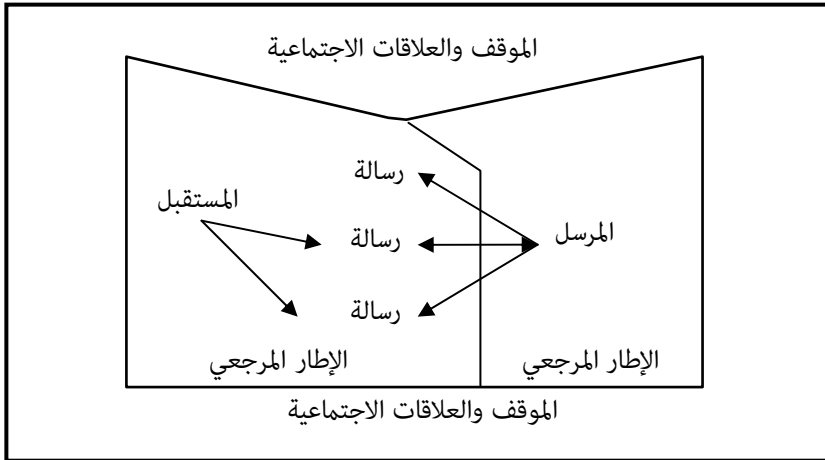 الموقف والعلاقات الاجتماعية
رسالة
المستقبل
المرسل
رسالة
رسالة
الإطار المرجعي
الإطار المرجعي
الموقف والعلاقات الاجتماعية